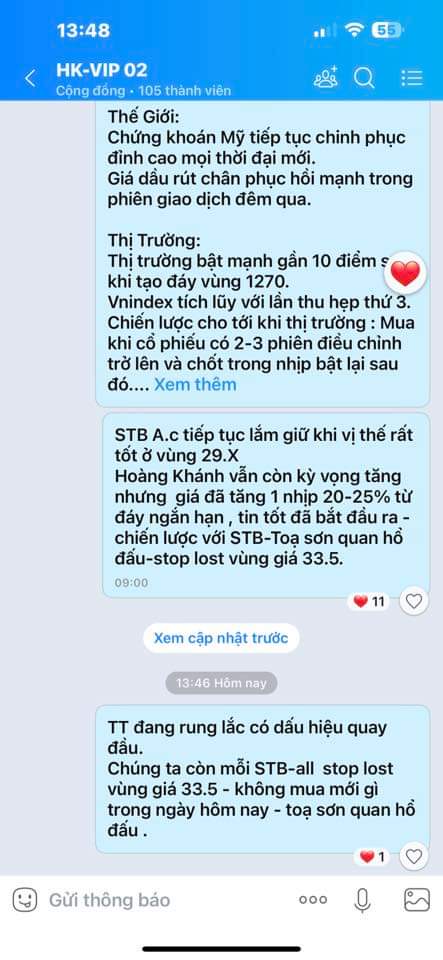 13:48
55
HK-VIP 02
Cộng đồng • 105 thành viên
Thế Giới:
Chứng khoán Mỹ tiếp tục chinh phục
đỉnh cao mọi thời đại mới.
Giá dầu rút chân phục hồi mạnh trong
phiên giao dịch đêm qua.
Thị Trường:
Thị trường bật mạnh gần 10 điểm s
khi tạo đáy vùng 1270.
Vnindex tích lũy với lần thu hẹp thứ 3.
Chiến lược cho tới khi thị trường : Mua
khi cổ phiếu có 2-3 phiên điều chỉnh
trở lên và chốt trong nhịp bật lại sau
đó.... Xem thêm
STB A.c tiếp tục lắm giữ khi vị thế rất
tốt ở vùng 29.X
Hoàng Khánh vẫn còn kỳ vọng tăng
nhưng giá đã tăng 1 nhịp 20-25% từ
đáy ngắn hạn , tin tốt đã bắt đầu ra -
chiến lược với STB-Toạ sơn quan hổ
đấu-stop lost vùng giá 33.5.
09:00
11
Xem cập nhật trước
13:46 Hôm nay
TT đang rung lắc có dấu hiệu quay
đầu.
Chúng ta còn mỗi STB-all stop lost
vùng giá 33.5 - không mua mới gì
trong ngày hôm nay - toạ sơn quan hổ
đấu .
1
Gửi thông báo